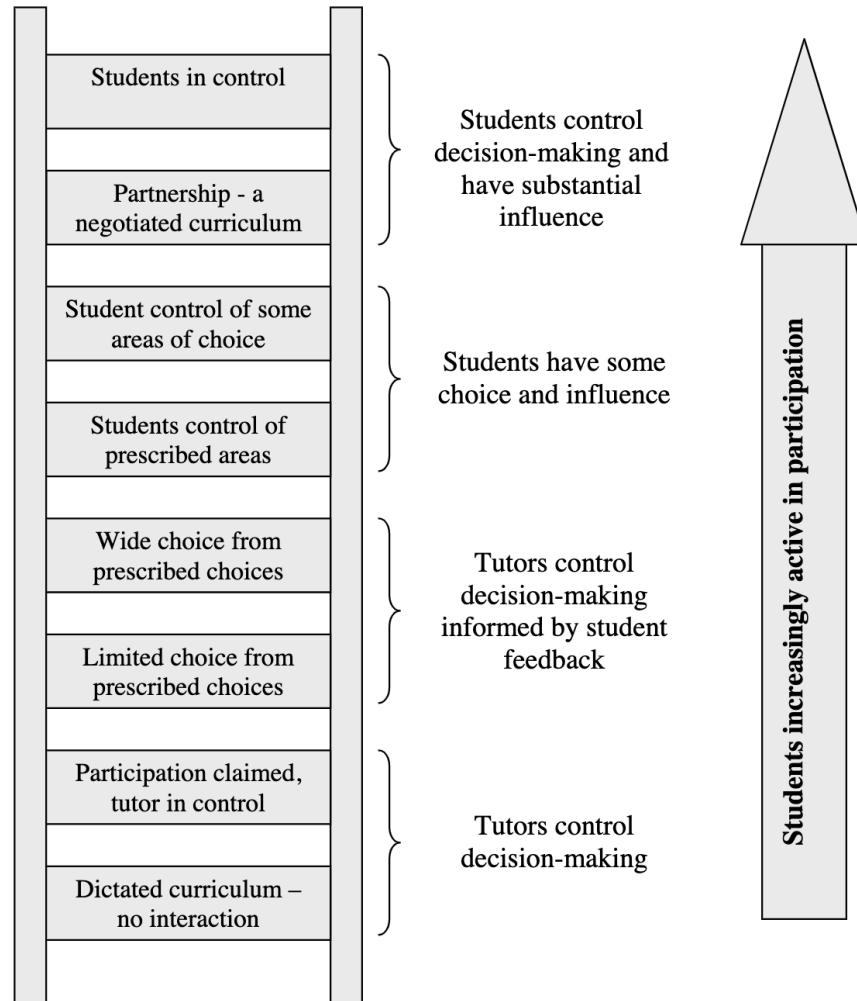 Students in control
Partnership - a
negotiated curriculum
Student control of some
areas of choice
Students control of
prescribed areas
Wide choice from
prescribed choices
Limited choice from
prescribed choices
Participation claimed,
tutor in control
Dictated curriculum –
no interaction
Students control
decision-making and
have substantial
influence
Students have some
choice and influence
Tutors control
decision-making
informed by student
feedback
Tutors control
decision-making
Students increasingly active in participation